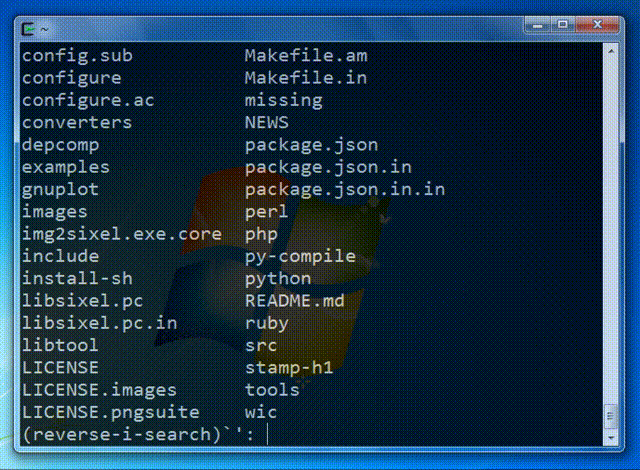 ~
config.sub Makefile.am
configure Makefile.in
configure.ac missing
converters NEWS
depcomp package.json
examples package.json.in
gnuplot package.json.in.in
images perl
img2sixel.exe.core php
include py-compile
install-sh python
libsixel.pc README.md
libsixel.pc.in ruby
libtool src
LICENSE stamp-h1
LICENSE.images tools
LICENSE.pngsuite wic
(reverse-i-search)`':